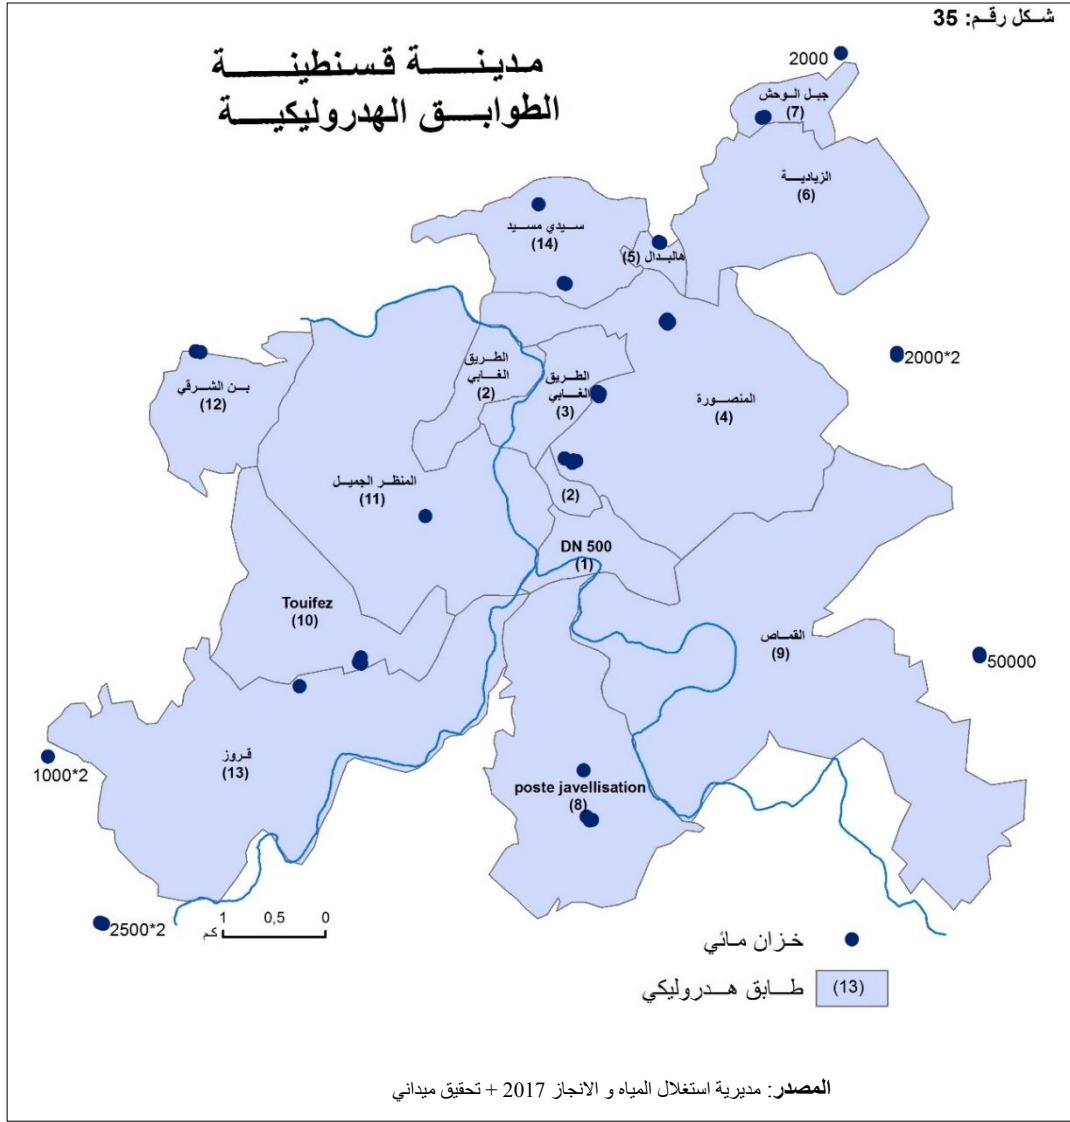 شكل رقم: 35
مدينة قسنطينة
الطوابق الهدروليكية
2000
جبل الوحش
(7)
الزيادية
(6)
سيدي مسيد
(14)
هالبدال (5)
2000*2
الطريق
الغابي
(2)
الطريق
الغابي
(3)
المنصورة
(4)
بن الشرقي
(12)
المنظر الجميل
(11)
(2)
DN 500
(1)
Touifez
(10)
القماص
(9)
50000
قروز
(13)
1000*2
poste javellisation
(8)
2500*2
1 0,5 0
كم
خزان مائي
طابق هدروليكي (13)
المصدر: مديرية استغلال المياه و الانجاز 2017 + تحقيق ميداني